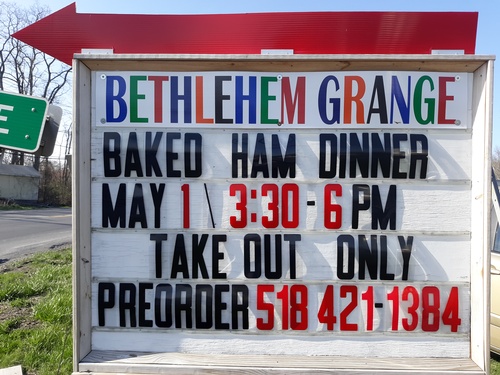 E
BETHLEHEM GRANGE
BAKED HAM DINNER
MAY 1 \ 3:30-6 PM
TAKE OUT ONLY
PREORDER 518 421-1384